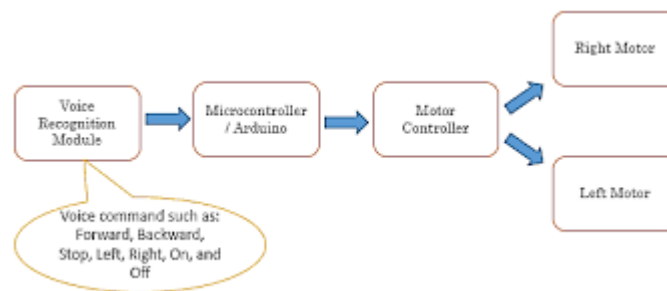 Right Motor
Voice
Recognition
Module
Microcontroller
/ Arduino
Motor
Controller
Left Motor
Voice command such as:
Forward, Backward,
Stop, Left, Right, On, and
Off